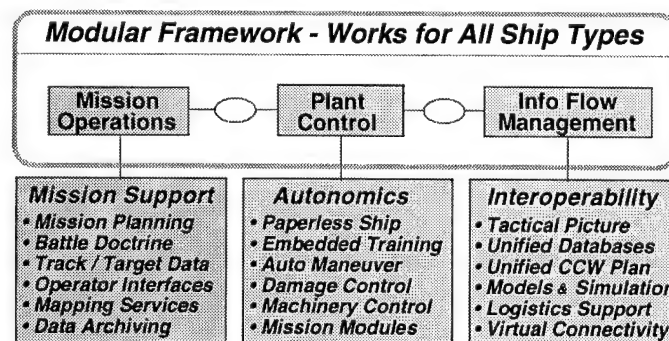 Modular Framework - Works for All Ship Types
Mission Operations
Plant Control
Info Flow Management
Mission Support
• Mission Planning
• Battle Doctrine
• Track / Target Data
• Operator Interfaces
• Mapping Services
• Data Archiving
Autonomics
• Paperless Ship
• Embedded Training
• Auto Maneuver
• Damage Control
• Machinery Control
• Mission Modules
Interoperability
• Tactical Picture
• Unified Databases
• Unified CCW Plan
• Models & Simulation
• Logistics Support
• Virtual Connectivity